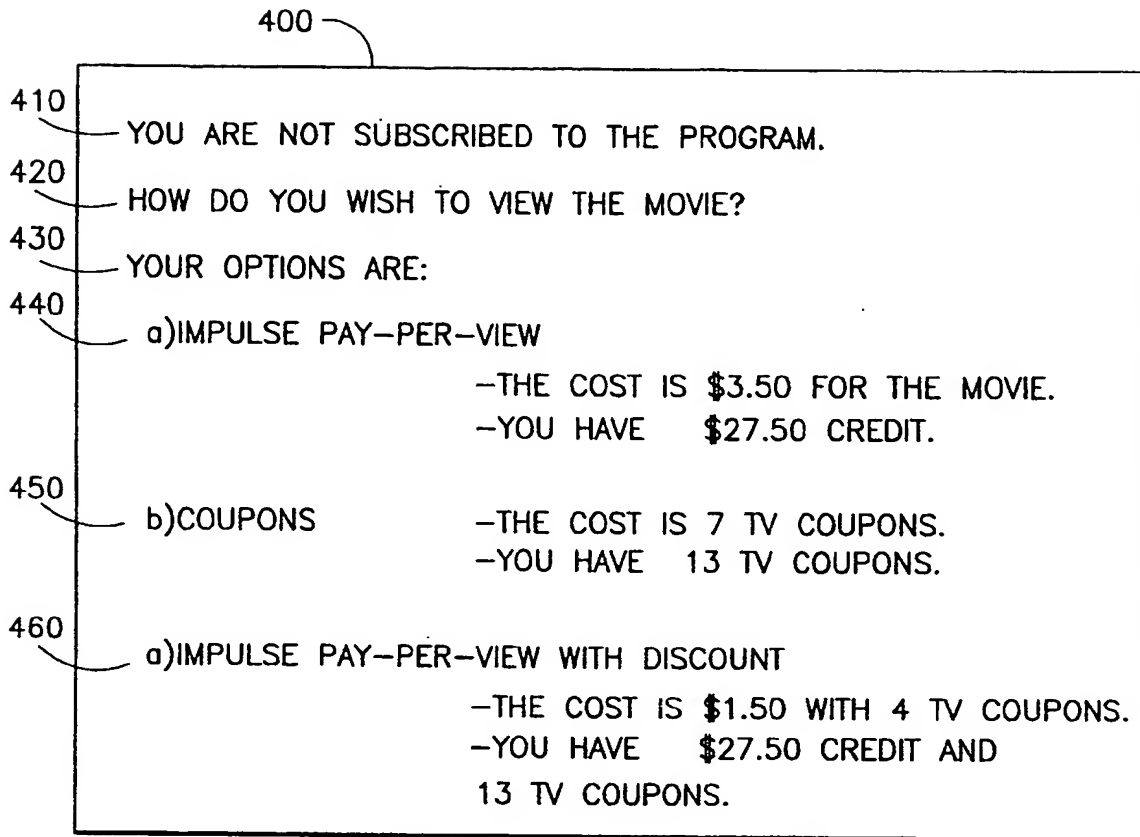 400
410
YOU ARE NOT SUBSCRIBED TO THE PROGRAM.
420
HOW DO YOU WISH TO VIEW THE MOVIE?
430
YOUR OPTIONS ARE:
440
a)IMPULSE PAY-PER-VIEW
-THE COST IS $3.50 FOR THE MOVIE.
-YOU HAVE $27.50 CREDIT.
450
b)COUPONS -THE COST IS 7 TV COUPONS.
-YOU HAVE 13 TV COUPONS.
460
a)IMPULSE PAY-PER-VIEW WITH DISCOUNT
-THE COST IS $1.50 WITH 4 TV COUPONS.
-YOU HAVE $27.50 CREDIT AND
13 TV COUPONS.